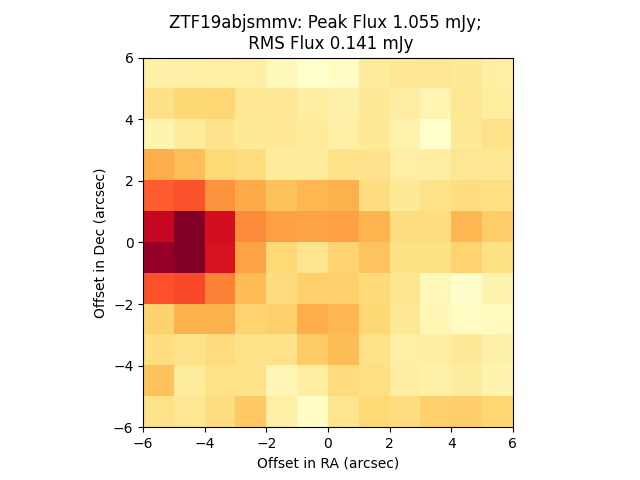 ZTF19abjsmmv: Peak Flux 1.055 mJy;
RMS Flux 0.141 mJy
6
4
2
0
−2
−4
−6
Offset in Dec (arcsec)
−6 −4 −2 0 2 4 6
Offset in RA (arcsec)